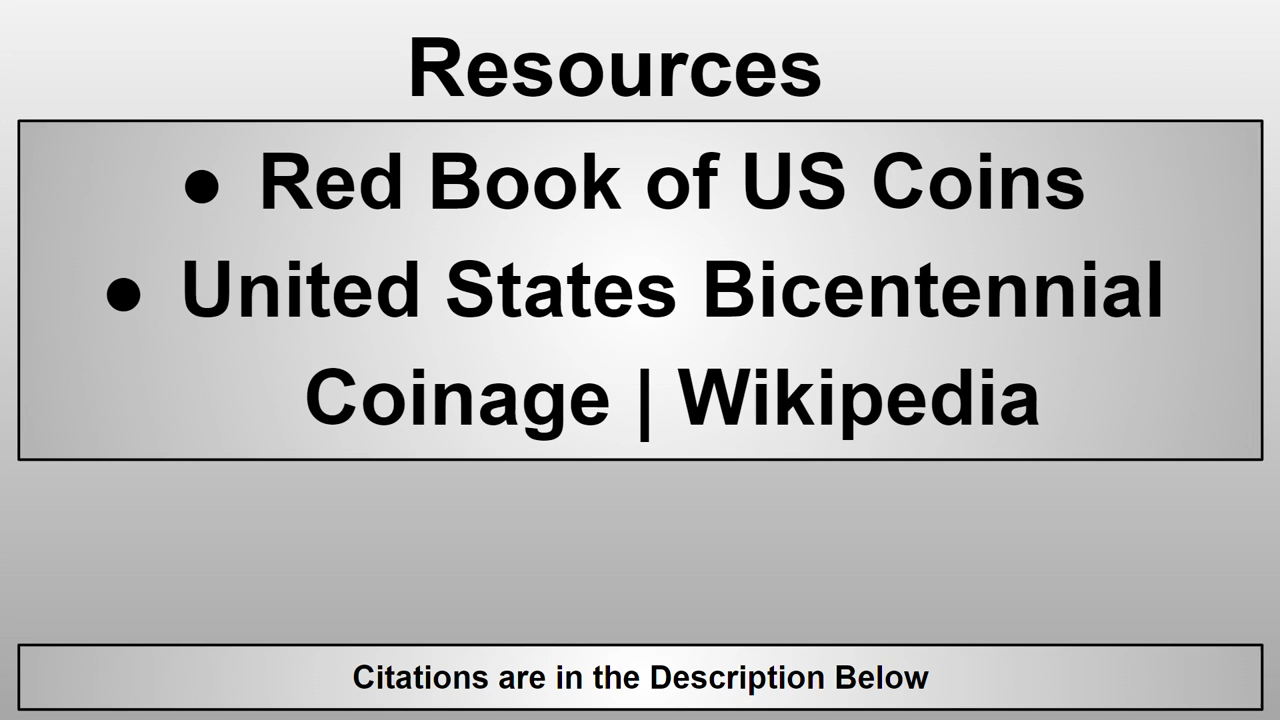 Resources
● Red Book of US Coins
● United States Bicentennial
Coinage | Wikipedia
Citations are in the Description Below